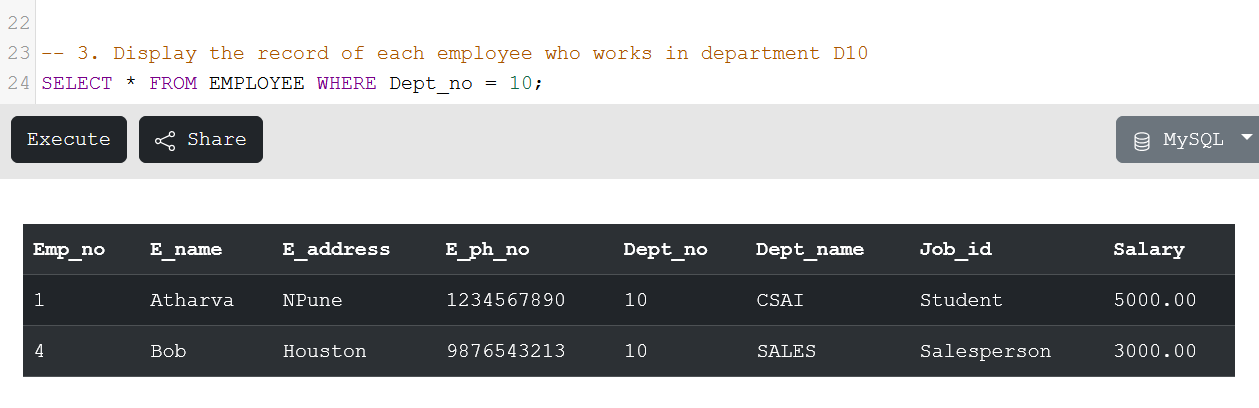 22
23 -- 3. Display the record of each employee who works in department D10
24 SELECT * FROM EMPLOYEE WHERE Dept_no = 10;
Execute Share MySQL
Emp_no E_name E_address E_ph_no Dept_no Dept_name Job_id Salary
1 Atharva NPune 1234567890 10 CSAI Student 5000.00
4 Bob Houston 9876543213 10 SALES Salesperson 3000.00